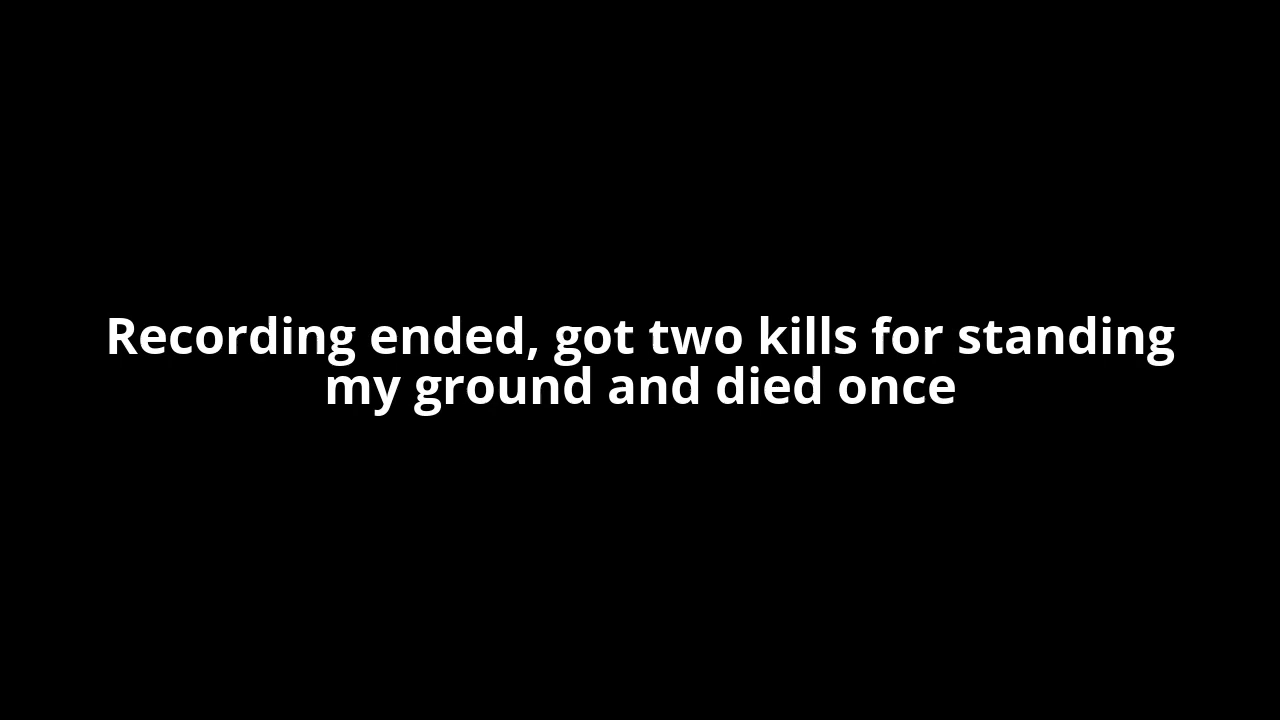 Recording ended, got two kills for standing
my ground and died once